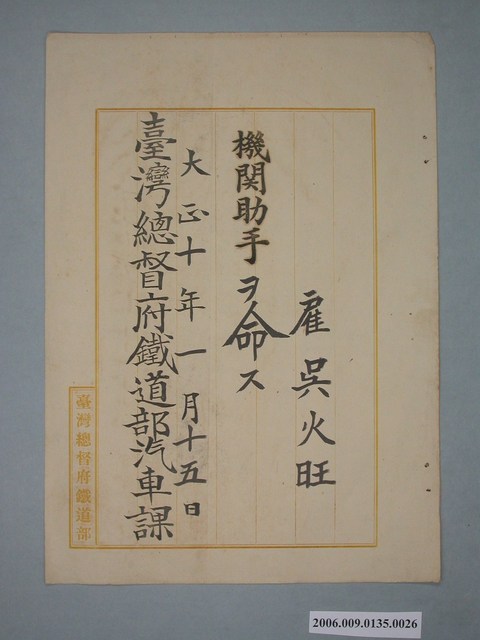 雇 呉火旺
機関助手ヲ命ス
大正十年一月十五日
臺灣總督府鐵道部汽車課
臺灣總督府鐵道部
2006.009.0135.0026